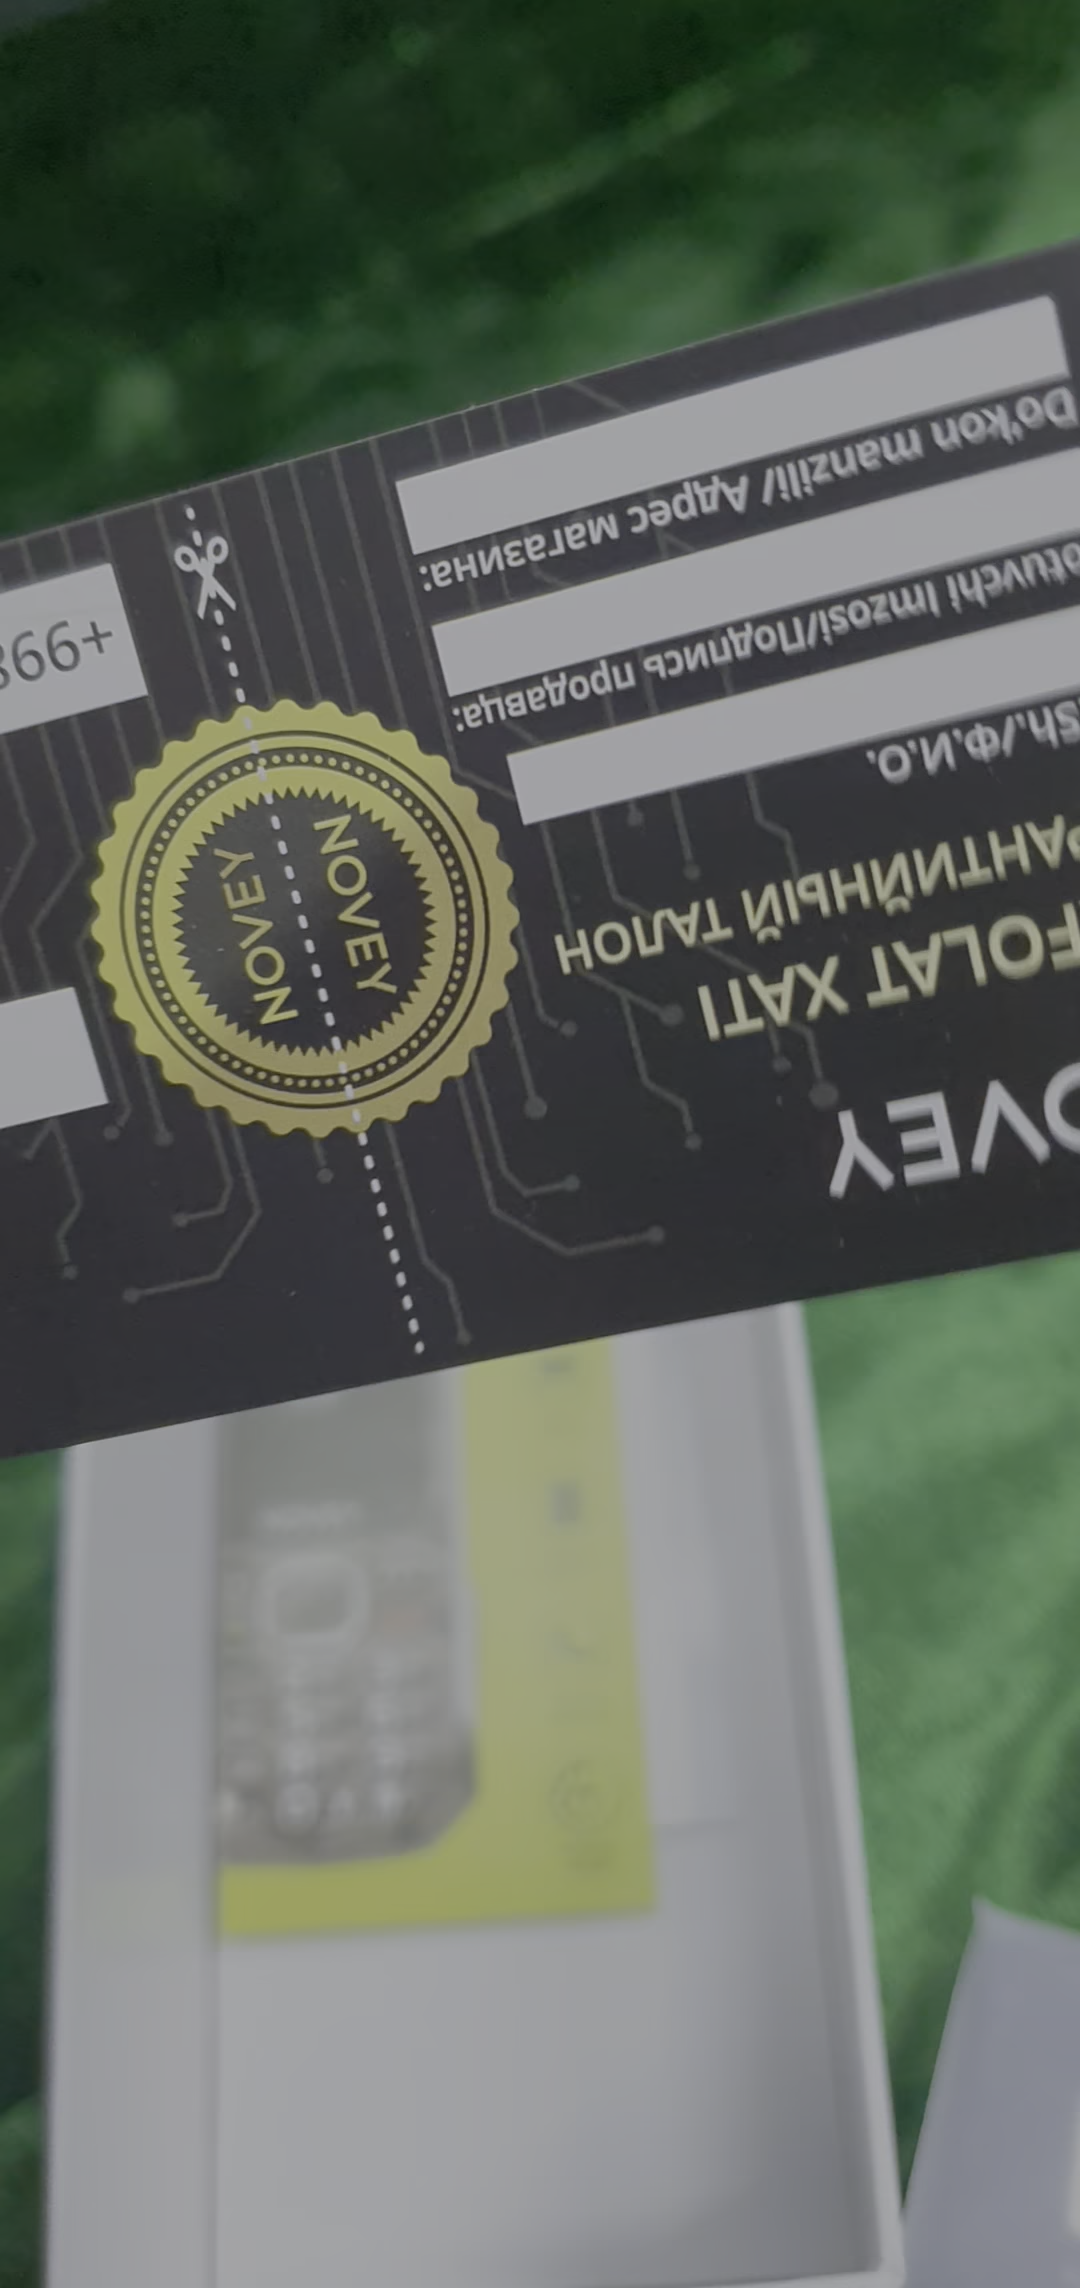 OVEY
FOLAT XATI
РАНТИЙНЫЙ ТАЛОН
Sh./Ф.И.О.
otuvchi Imzosi/Подпись продавца:
Do'kon manzili/ Адрес магазина:
NOVEY
NOVEY
+998